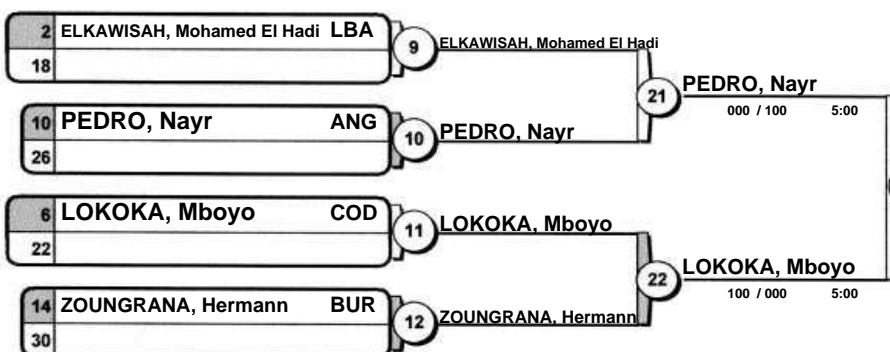 2 ELKAWISAH, Mohamed El Hadi LBA
18
9
ELKAWISAH, Mohamed El Hadi
10 PEDRO, Nayr ANG
26
10
PEDRO, Nayr
21
PEDRO, Nayr
000 / 100 5:00
6 LOKOKA, Mboyo COD
22
11
LOKOKA, Mboyo
14 ZOUNGRANA, Hermann BUR
30
12
ZOUNGRANA, Hermann
22
LOKOKA, Mboyo
100 / 000 5:00